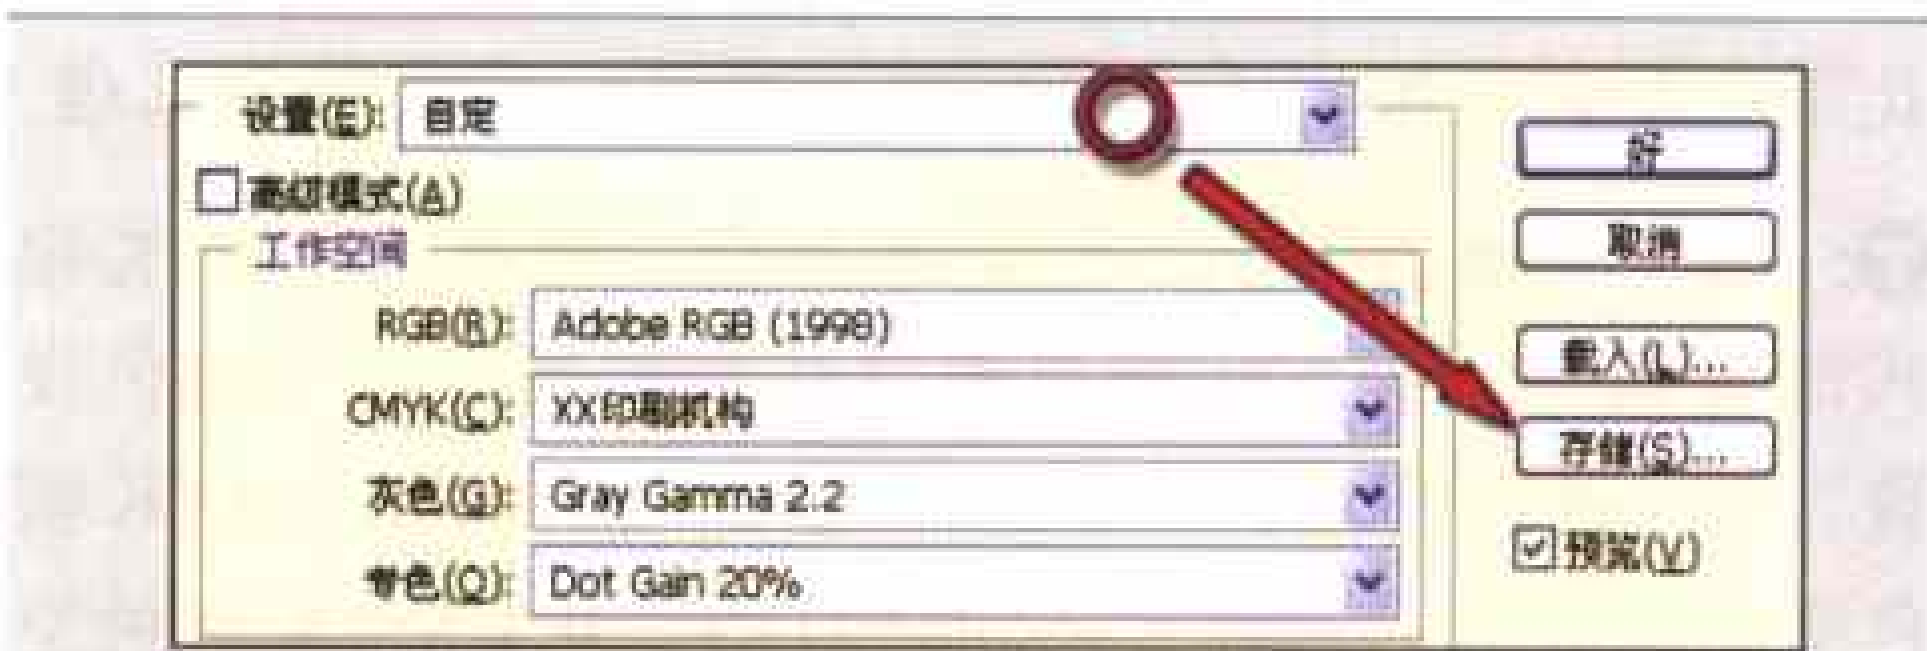 设置(E): 自定
好
高级模式(A)
取消
工作空间
RGB(R): Adobe RGB (1998)
载入(L)...
CMYK(C): XX印刷机构
存储(S)...
灰色(G): Gray Gamma 2.2
预览(V)
专色(Q): Dot Gain 20%